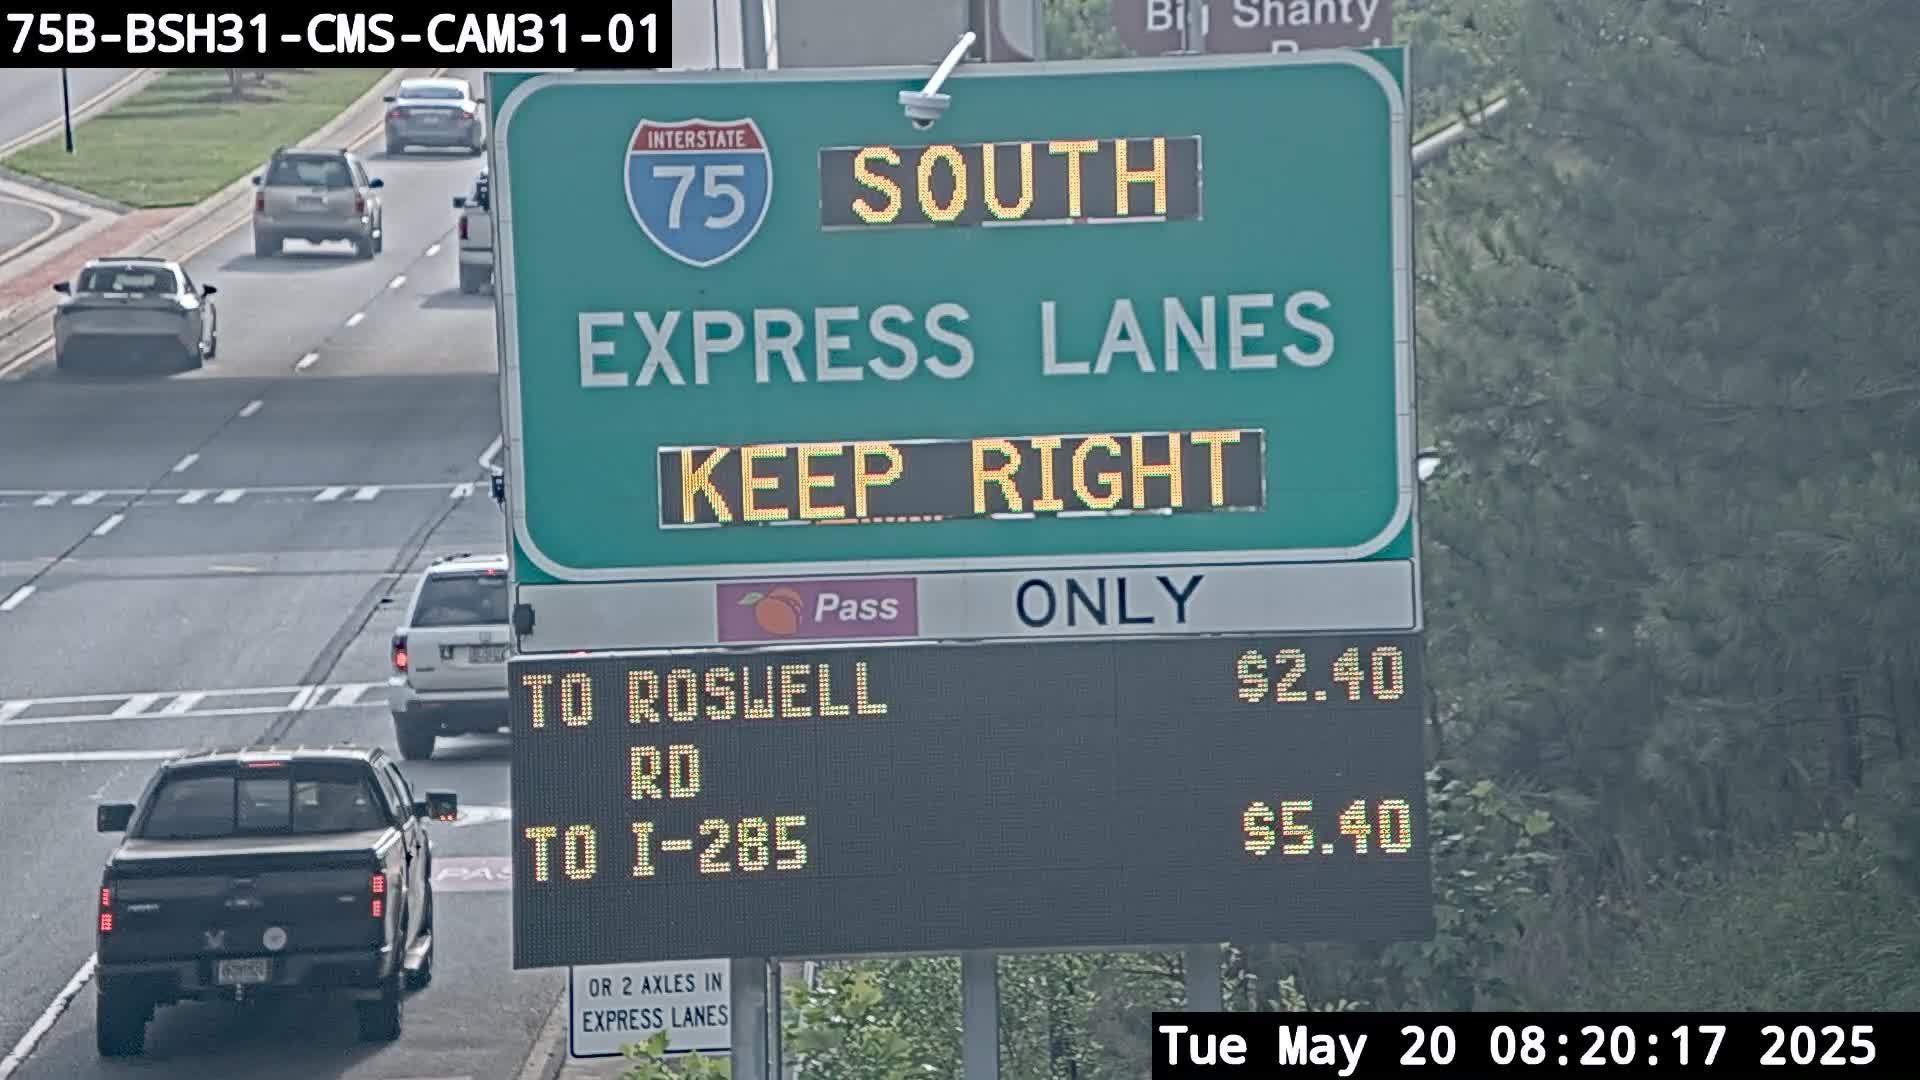 75B-BSH31-CMS-CAM31-01
Big Shanty
Road
INTERSTATE
75
SOUTH
EXPRESS LANES
KEEP RIGHT
Pass
ONLY
TO ROSWELL $2.40
RD
TO I-285 $5.40
OR 2 AXLES IN
EXPRESS LANES
Tue May 20 08:20:17 2025